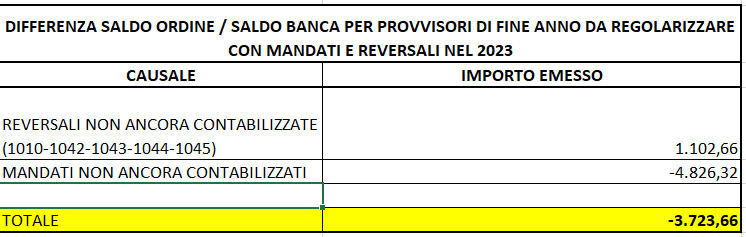 DIFFERENZA SALDO ORDINE / SALDO BANCA PER PROVVISORI DI FINE ANNO DA REGOLARIZZARE
CON MANDATI E REVERSALI NEL 2023
CAUSALE IMPORTO EMESSO
REVERSALI NON ANCORA CONTABILIZZATE
(1010-1042-1043-1044-1045) 1.102,66
MANDATI NON ANCORA CONTABILIZZATI -4.826,32
TOTALE -3.723,66